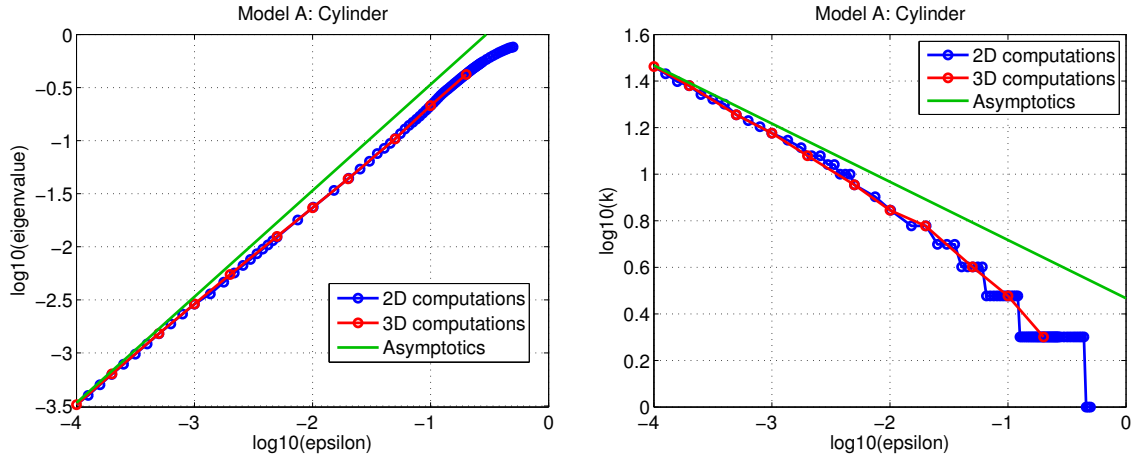 Model A: Cylinder
0
−0.5
−1
−1.5
−2
−2.5
−3
−3.5
−4
−3
−2
−1
0
log10(epsilon)
log10(eigenvalue)
2D computations
3D computations
Asymptotics
Model A: Cylinder
1.6
1.4
1.2
1
0.8
0.6
0.4
0.2
0
−4
−3
−2
−1
0
log10(epsilon)
log10(k)
2D computations
3D computations
Asymptotics